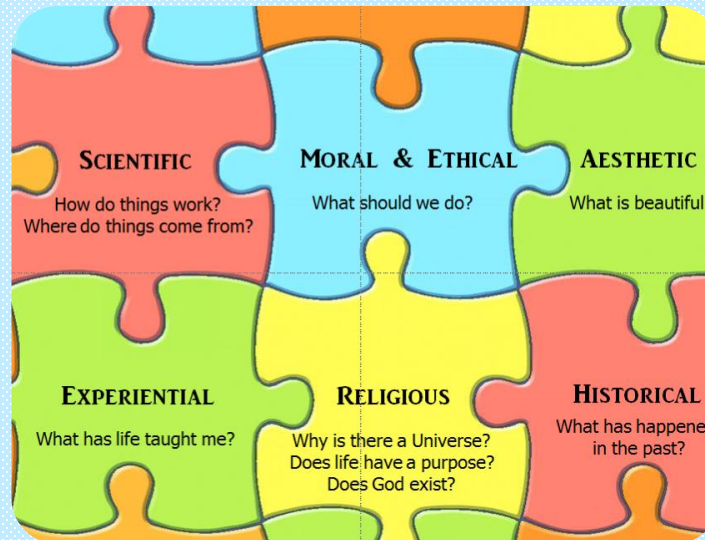 SCIENTIFIC
How do things work?
Where do things come from?
MORAL & ETHICAL
What should we do?
AESTHETIC
What is beautiful
EXPERIENTIAL
What has life taught me?
RELIGIOUS
Why is there a Universe?
Does life have a purpose?
Does God exist?
HISTORICAL
What has happene
in the past?